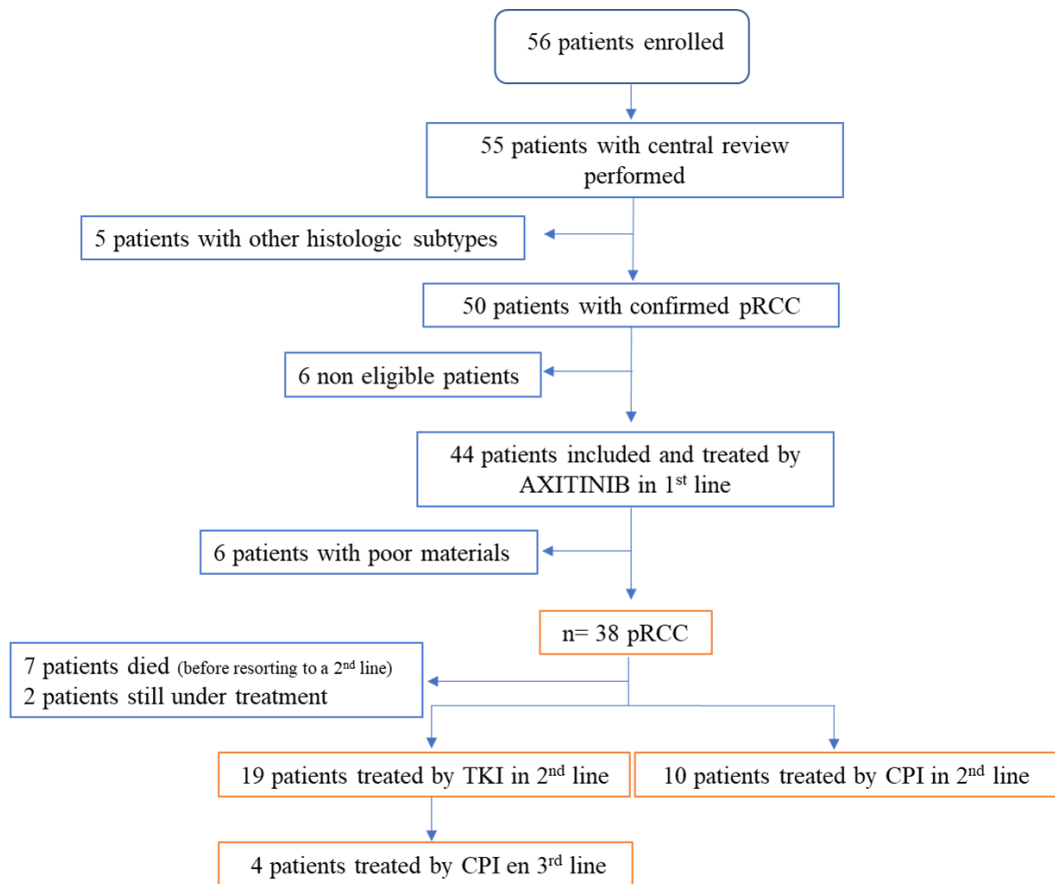 56 patients enrolled
55 patients with central review
performed
5 patients with other histologic subtypes
50 patients with confirmed pRCC
6 non eligible patients
44 patients included and treated by
AXITINIB in 1st line
6 patients with poor materials
n= 38 pRCC
7 patients died (before resorting to a 2nd line)
2 patients still under treatment
19 patients treated by TKI in 2nd line
10 patients treated by CPI in 2nd line
4 patients treated by CPI en 3rd line